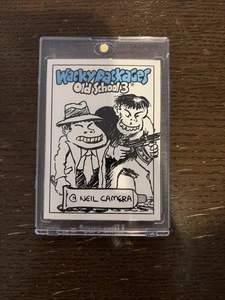 Wacky Packages
Old School 3
@ NEIL CAMERA